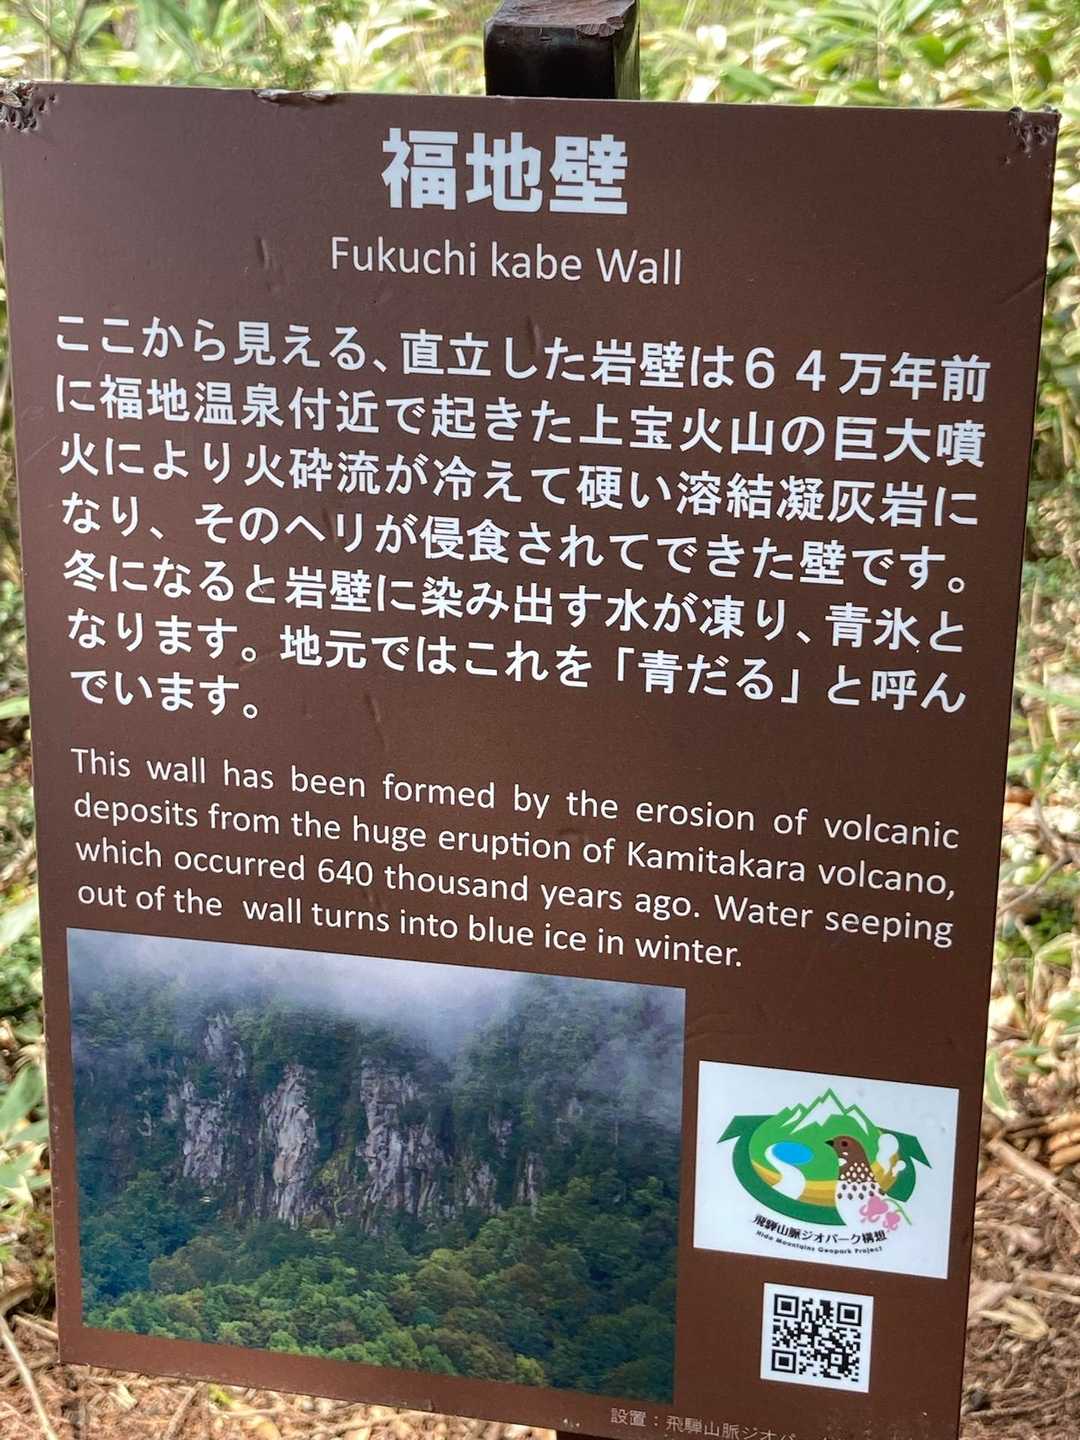 福地壁
Fukuchi kabe Wall
ここから見える、直立した岩壁は６４万年前
に福地温泉付近で起きた上宝火山の巨大噴
火により火砕流が冷えて硬い溶結凝灰岩に
なり、そのヘリが侵食されてできた壁です。
冬になると岩壁に染み出す水が凍り、青氷と
なります。地元ではこれを「青だる」と呼ん
でいます。
This wall has been formed by the erosion of volcanic
deposits from the huge eruption of Kamitakara volcano,
which occurred 640 thousand years ago. Water seeping
out of the wall turns into blue ice in winter.
飛騨山脈ジオパーク構想
Hida Mountains Geopark Project
設置：飛騨山脈ジオパー